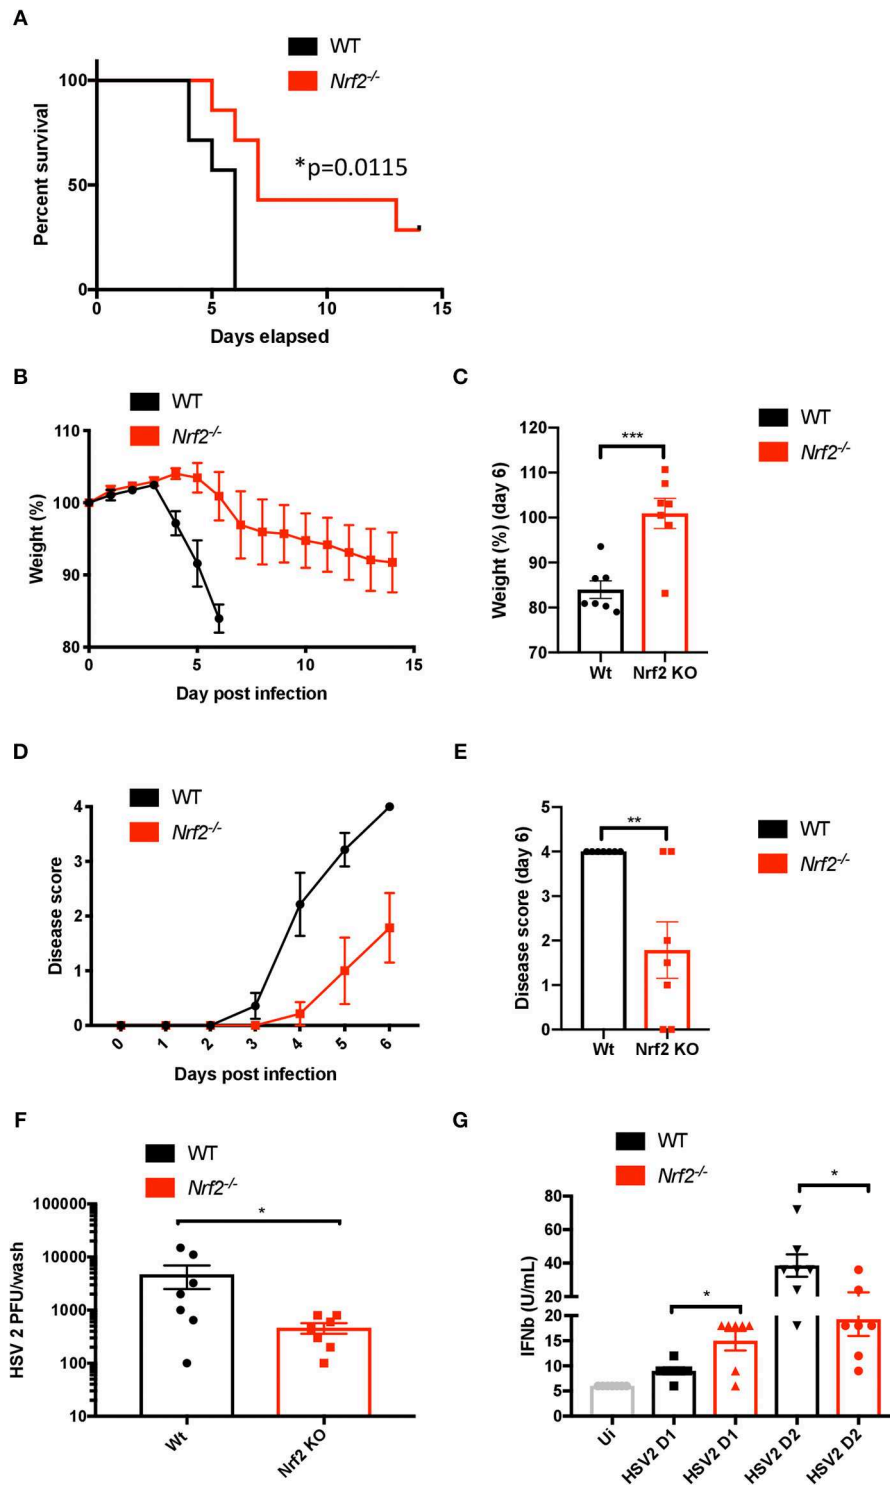 A
WT
Nrf2-/-
100
50
0
*p=0.0115
Percent survival
0 5 10 15
Days elapsed
B
WT
Nrf2-/-
110
100
90
80
Weight (%)
0 5 10 15
Day post infection
C
WT
Nrf2-/-
***
120
110
100
90
80
70
Weight (%) (day 6)
Wt Nrf2 KO
D
WT
Nrf2-/-
4
3
2
1
0
Disease score
0 1 2 3 4 5 6
Days post infection
E
WT
Nrf2-/-
**
5
4
3
2
1
0
Disease score (day 6)
Wt Nrf2 KO
F
WT
Nrf2-/-
*
100000
10000
1000
100
10
HSV 2 PFU/wash
Wt Nrf2 KO
G
WT
Nrf2-/-
*
*
80
60
40
20
20
15
10
5
0
IFNb (U/mL)
Ui HSV2 D1 HSV2 D1 HSV2 D2 HSV2 D2